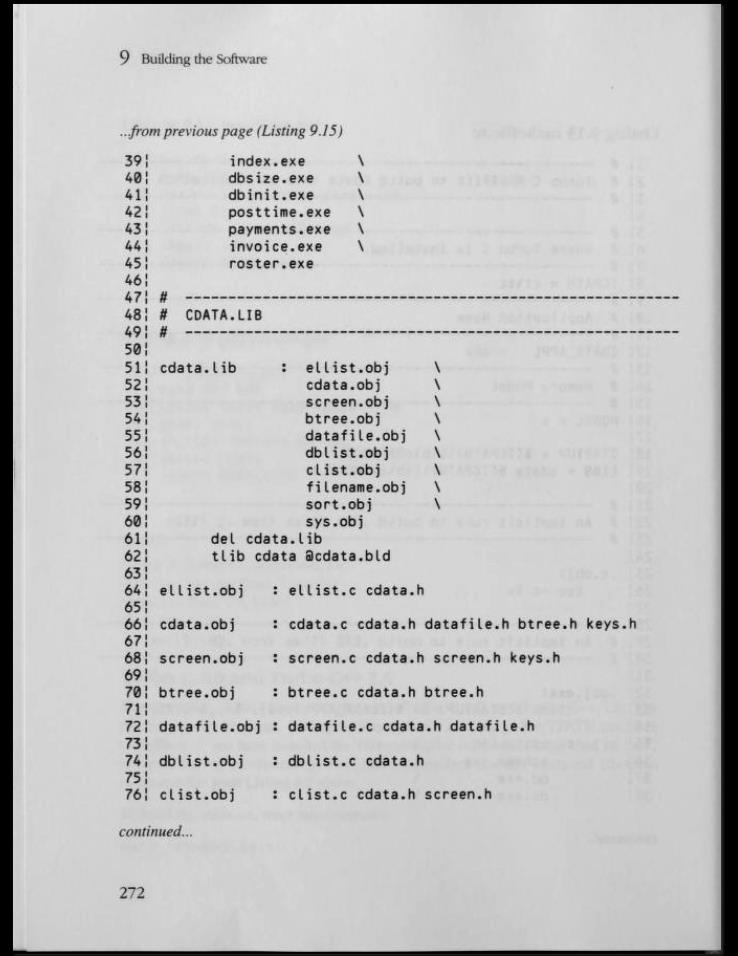 9 Building the Software
...from previous page (Listing 9.15)
39¦ index.exe \
40¦ dbsize.exe \
41¦ dbinit.exe \
42¦ posttime.exe \
43¦ payments.exe \
44¦ invoice.exe \
45¦ roster.exe
46¦
47¦ # -------------------------------------------------------
48¦ # CDATA.LIB
49¦ # -------------------------------------------------------
50¦
51¦ cdata.lib : ellist.obj \
52¦ cdata.obj \
53¦ screen.obj \
54¦ btree.obj \
55¦ datafile.obj \
56¦ dblist.obj \
57¦ clist.obj \
58¦ filename.obj \
59¦ sort.obj \
60¦ sys.obj
61¦ del cdata.lib
62¦ tlib cdata @cdata.bld
63¦
64¦ ellist.obj : ellist.c cdata.h
65¦
66¦ cdata.obj : cdata.c cdata.h datafile.h btree.h keys.h
67¦
68¦ screen.obj : screen.c cdata.h screen.h keys.h
69¦
70¦ btree.obj : btree.c cdata.h btree.h
71¦
72¦ datafile.obj : datafile.c cdata.h datafile.h
73¦
74¦ dblist.obj : dblist.c cdata.h
75¦
76¦ clist.obj : clist.c cdata.h screen.h
continued...
272